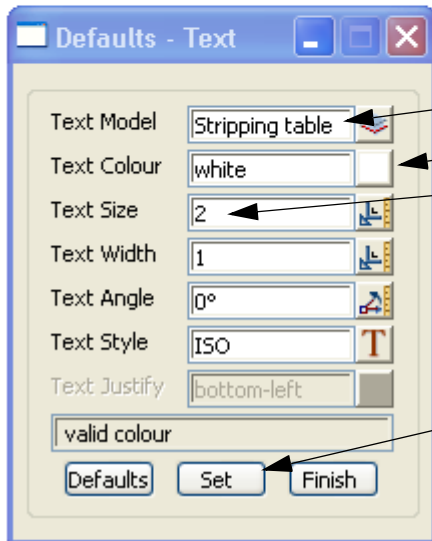 Defaults - Text
Text Model Stripping table
Text Colour white
Text Size 2
Text Width 1
Text Angle 0°
Text Style ISO T
Text Justify bottom-left
valid colour
Defaults Set Finish